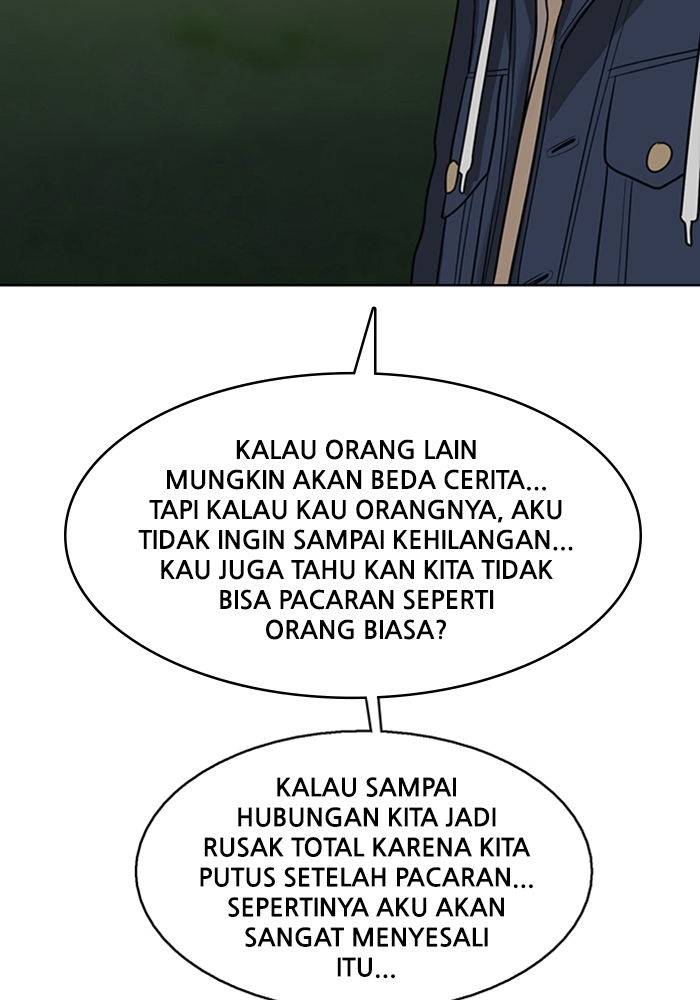 KALAU ORANG LAIN
MUNGKIN AKAN BEDA CERITA...
TAPI KALAU KAU ORANGNYA, AKU
TIDAK INGIN SAMPAI KEHILANGAN...
KAU JUGA TAHU KAN KITA TIDAK
BISA PACARAN SEPERTI
ORANG BIASA?
KALAU SAMPAI
HUBUNGAN KITA JADI
RUSAK TOTAL KARENA KITA
PUTUS SETELAH PACARAN...
SEPERTINYA AKU AKAN
SANGAT MENYESALI
ITU...